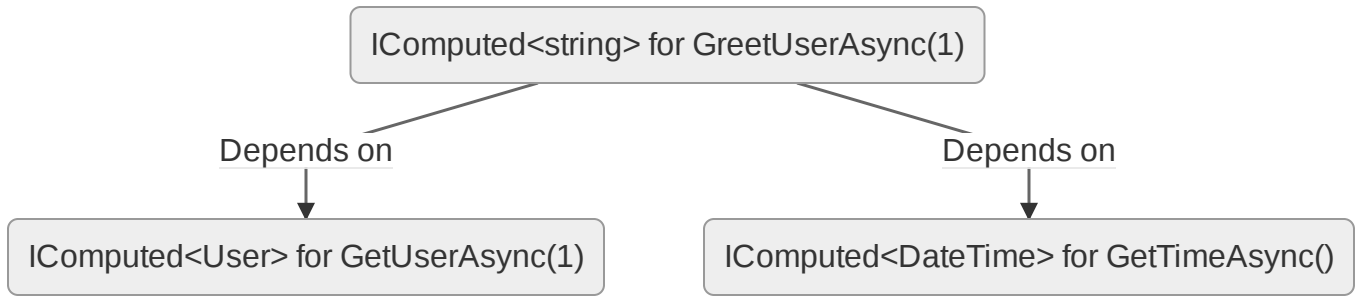 IComputed<string> for GreetUserAsync(1)
Depends on
Depends on
IComputed<User> for GetUserAsync(1)
IComputed<DateTime> for GetTimeAsync()